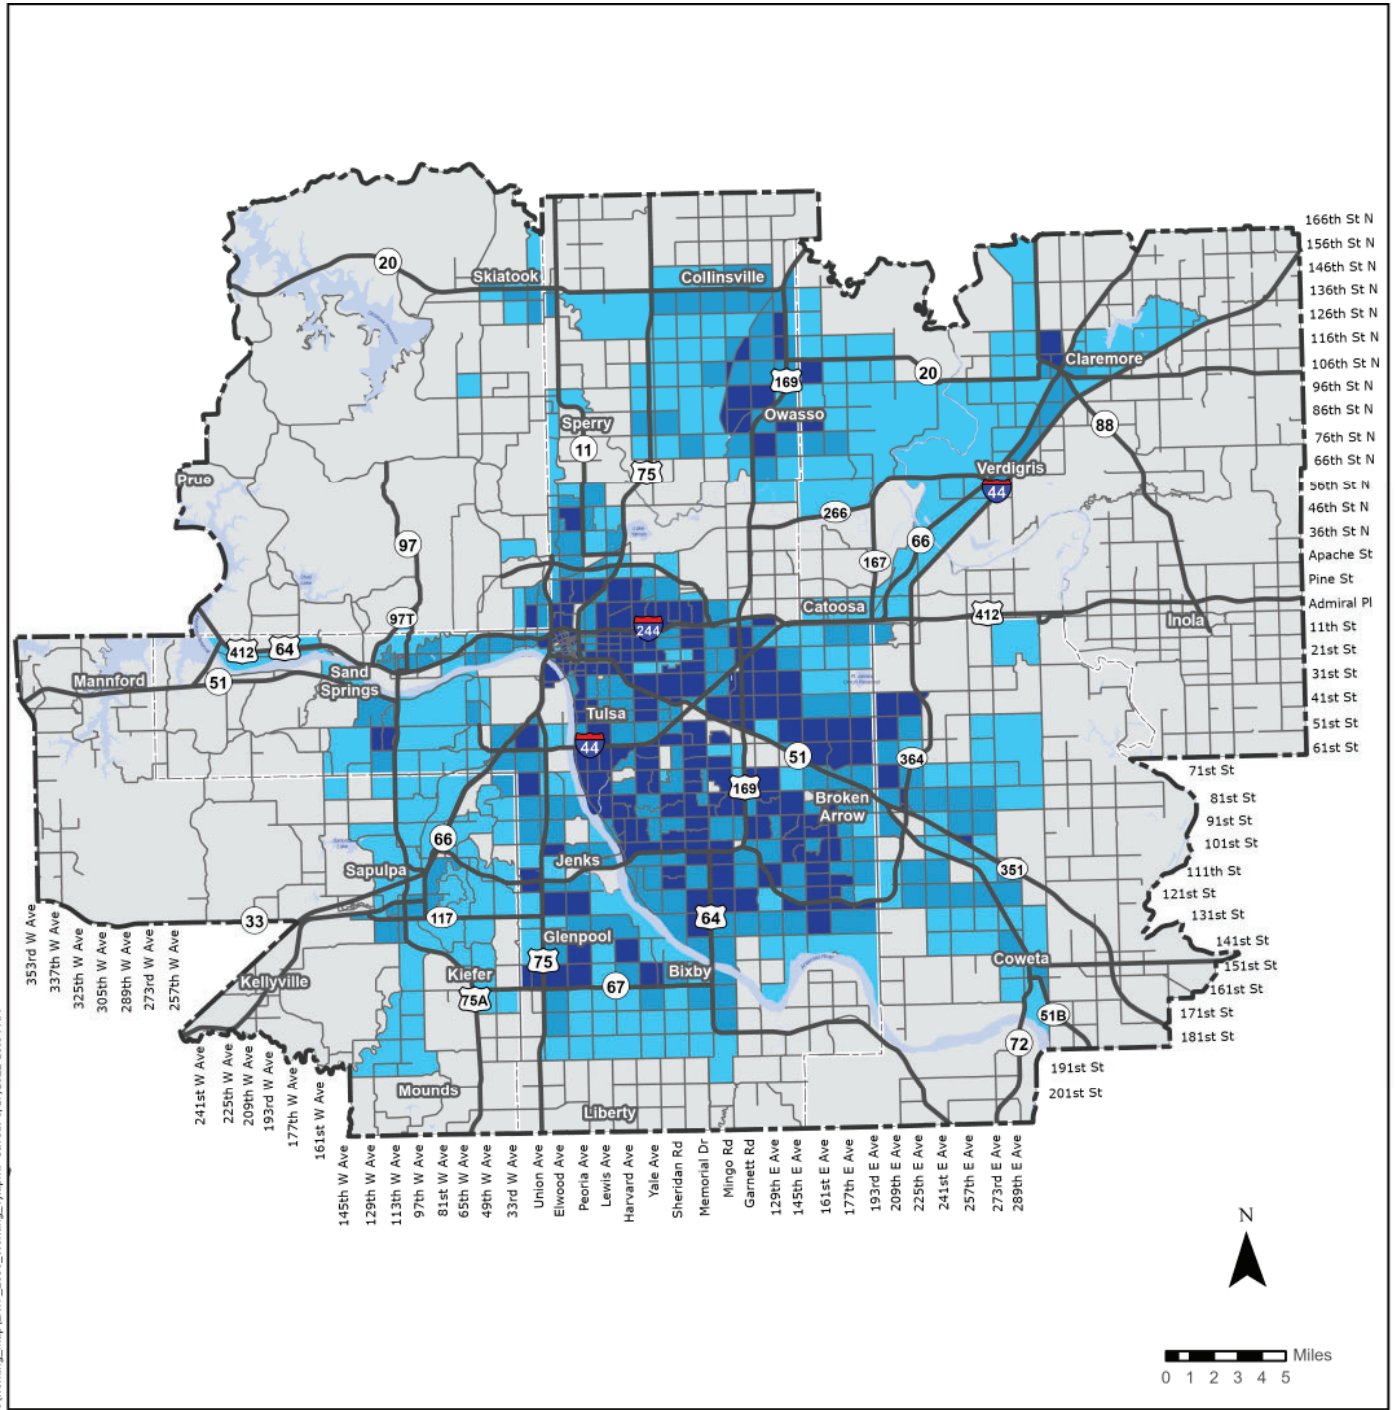 166th St N
156th St N
146th St N
136th St N
126th St N
116th St N
106th St N
96th St N
86th St N
76th St N
66th St N
56th St N
46th St N
36th St N
Apache St
Pine St
Admiral Pl
11th St
21st St
31st St
41st St
51st St
61st St
71st St
81st St
91st St
101st St
111th St
121st St
131st St
141st St
151st St
161st St
171st St
181st St
191st St
201st St
20
Skiatook
Collinsville
169
20
Claremore
Owasso
Sperry
11
75
88
Verdigris
44
Prue
266
66
97
167
Catoosa
412
Inola
97T
244
412
64
Sand
Springs
Mannford
51
Tulsa
44
51
364
169
Broken
Arrow
66
Sapulpa
Jenks
351
33
117
64
Glenpool
75
Kiefer
75A
67
Bixby
Coweta
Kellyville
51B
72
Mounds
Liberty
353rd W Ave
337th W Ave
325th W Ave
305th W Ave
289th W Ave
273rd W Ave
257th W Ave
241st W Ave
225th W Ave
209th W Ave
193rd W Ave
177th W Ave
161st W Ave
145th W Ave
129th W Ave
113th W Ave
97th W Ave
81st W Ave
65th W Ave
49th W Ave
33rd W Ave
Union Ave
Elwood Ave
Peoria Ave
Lewis Ave
Harvard Ave
Yale Ave
Sheridan Rd
Memorial Dr
Mingo Rd
Garnett Rd
129th E Ave
145th E Ave
161st E Ave
177th E Ave
193rd E Ave
209th E Ave
225th E Ave
241st E Ave
257th E Ave
273rd E Ave
289th E Ave
N
Miles
0 1 2 3 4 5